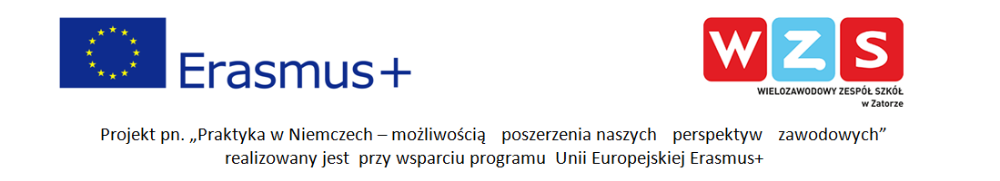 Erasmus+
WZS
WIELOZAWODOWY ZESPÓŁ SZKÓŁ
w Zatorze
Projekt pn. „Praktyka w Niemczech – możliwością poszerzenia naszych perspektyw zawodowych”
realizowany jest przy wsparciu programu Unii Europejskiej Erasmus+